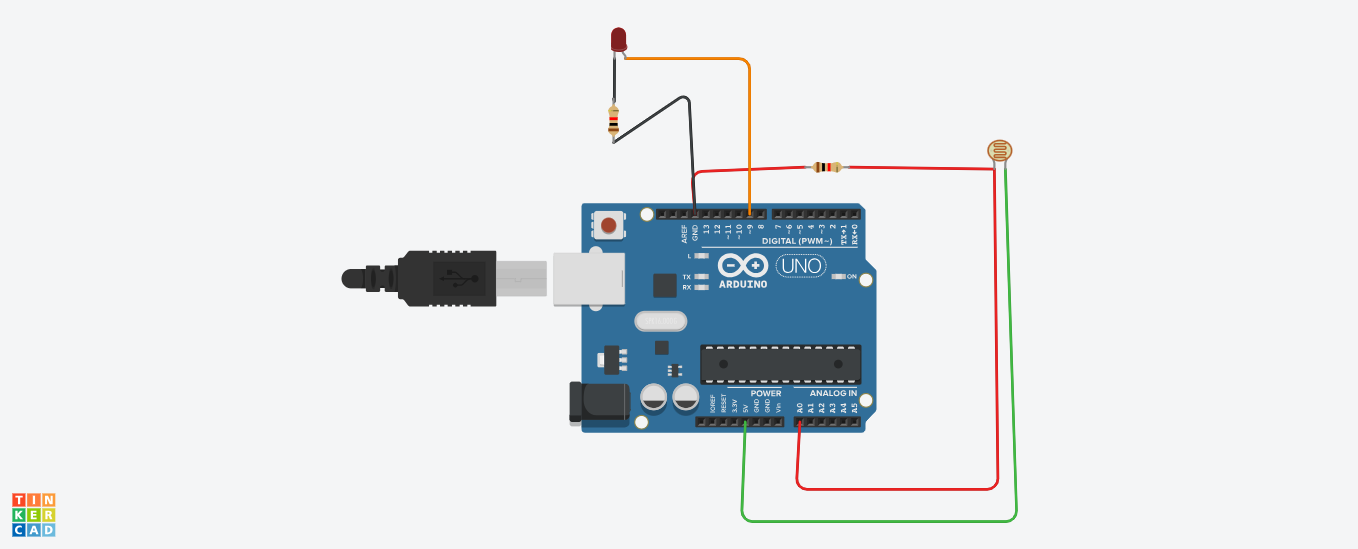 AREF
GND
13
12
~11
~10
~9
8
7
~6
~5
4
~3
2
TX→1
RX←0
DIGITAL (PWM~)
L
TX
RX
ARDUINO
UNO
ON
POWER
ANALOG IN
IOREF
RESET
3.3V
5V
GND
GND
Vin
A0
A1
A2
A3
A4
A5
TIN
KER
CAD